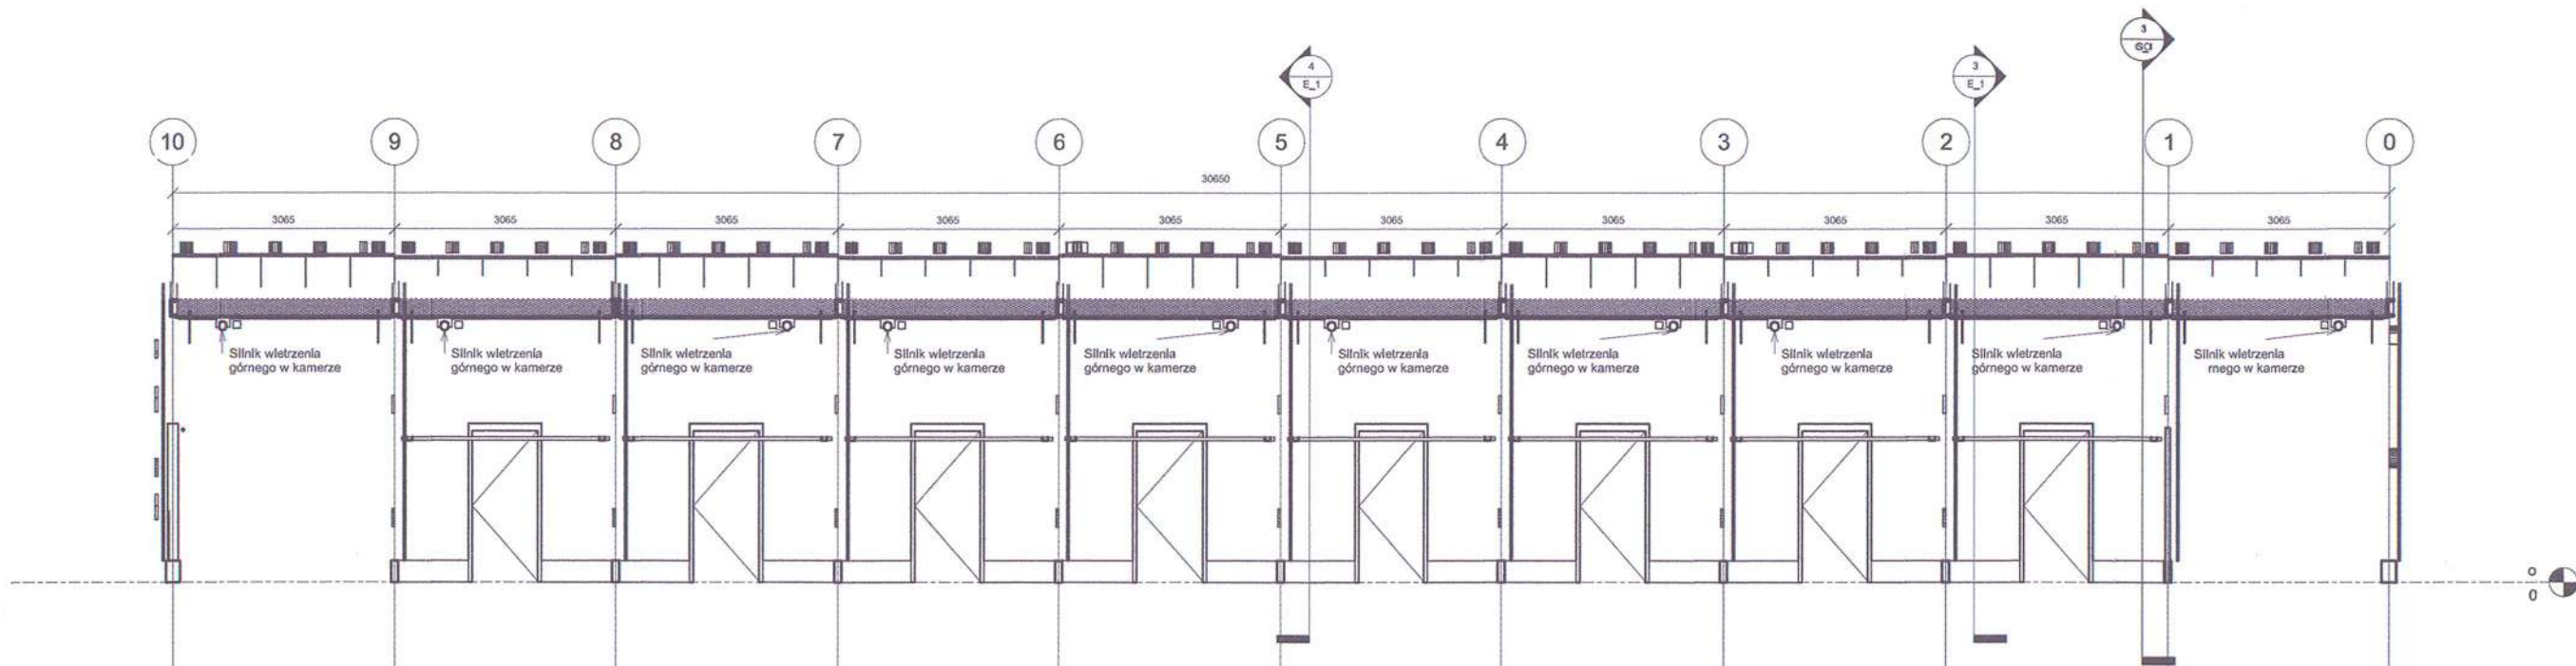 3
4
3
E_1
E_1
10
9
8
7
6
5
4
3
2
1
0
30650
3065
3065
3065
3065
3065
3065
3065
3065
3065
3065
Silnik wietrzenia
górnego w kamerze
Silnik wietrzenia
górnego w kamerze
Silnik wietrzenia
górnego w kamerze
Silnik wietrzenia
górnego w kamerze
Silnik wietrzenia
górnego w kamerze
Silnik wietrzenia
górnego w kamerze
Silnik wietrzenia
górnego w kamerze
Silnik wietrzenia
górnego w kamerze
Silnik wietrzenia
górnego w kamerze
Silnik wietrzenia
rnego w kamerze
0
0